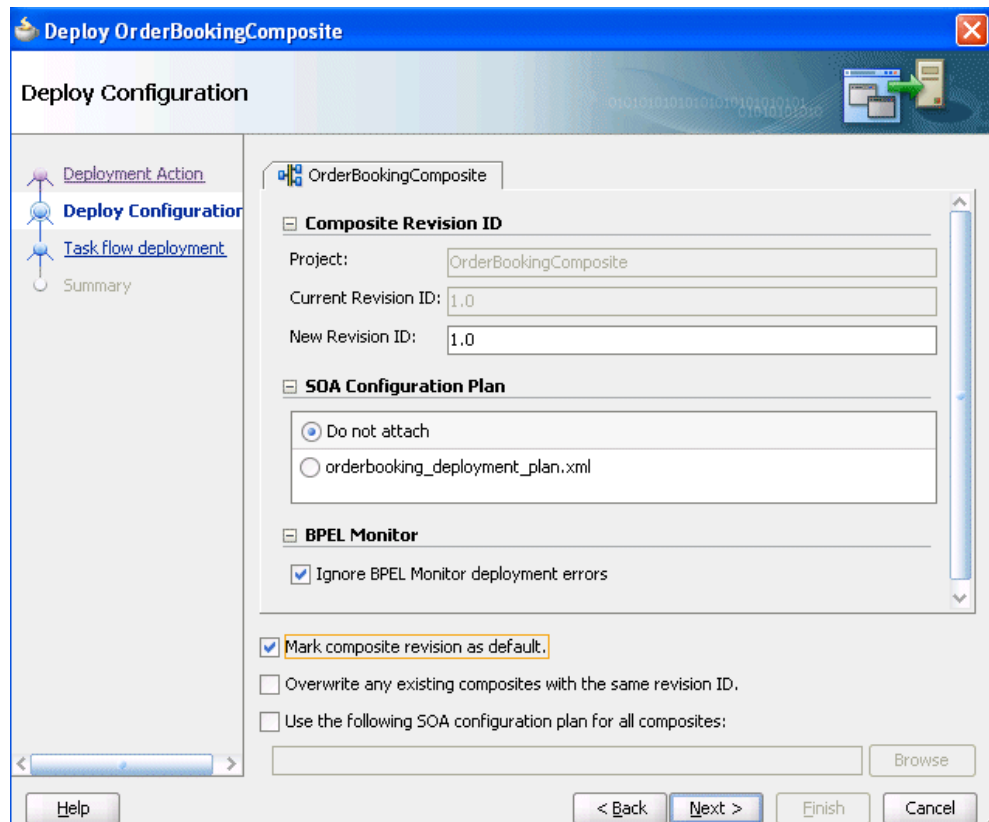 Deploy OrderBookingComposite
Deploy Configuration
Deployment Action
Deploy Configuration
Task flow deployment
Summary
OrderBookingComposite
Composite Revision ID
Project: OrderBookingComposite
Current Revision ID: 1.0
New Revision ID: 1.0
SOA Configuration Plan
Do not attach
orderbooking_deployment_plan.xml
BPEL Monitor
Ignore BPEL Monitor deployment errors
Mark composite revision as default.
Overwrite any existing composites with the same revision ID.
Use the following SOA configuration plan for all composites:
Browse
Help
< Back
Next >
Finish
Cancel